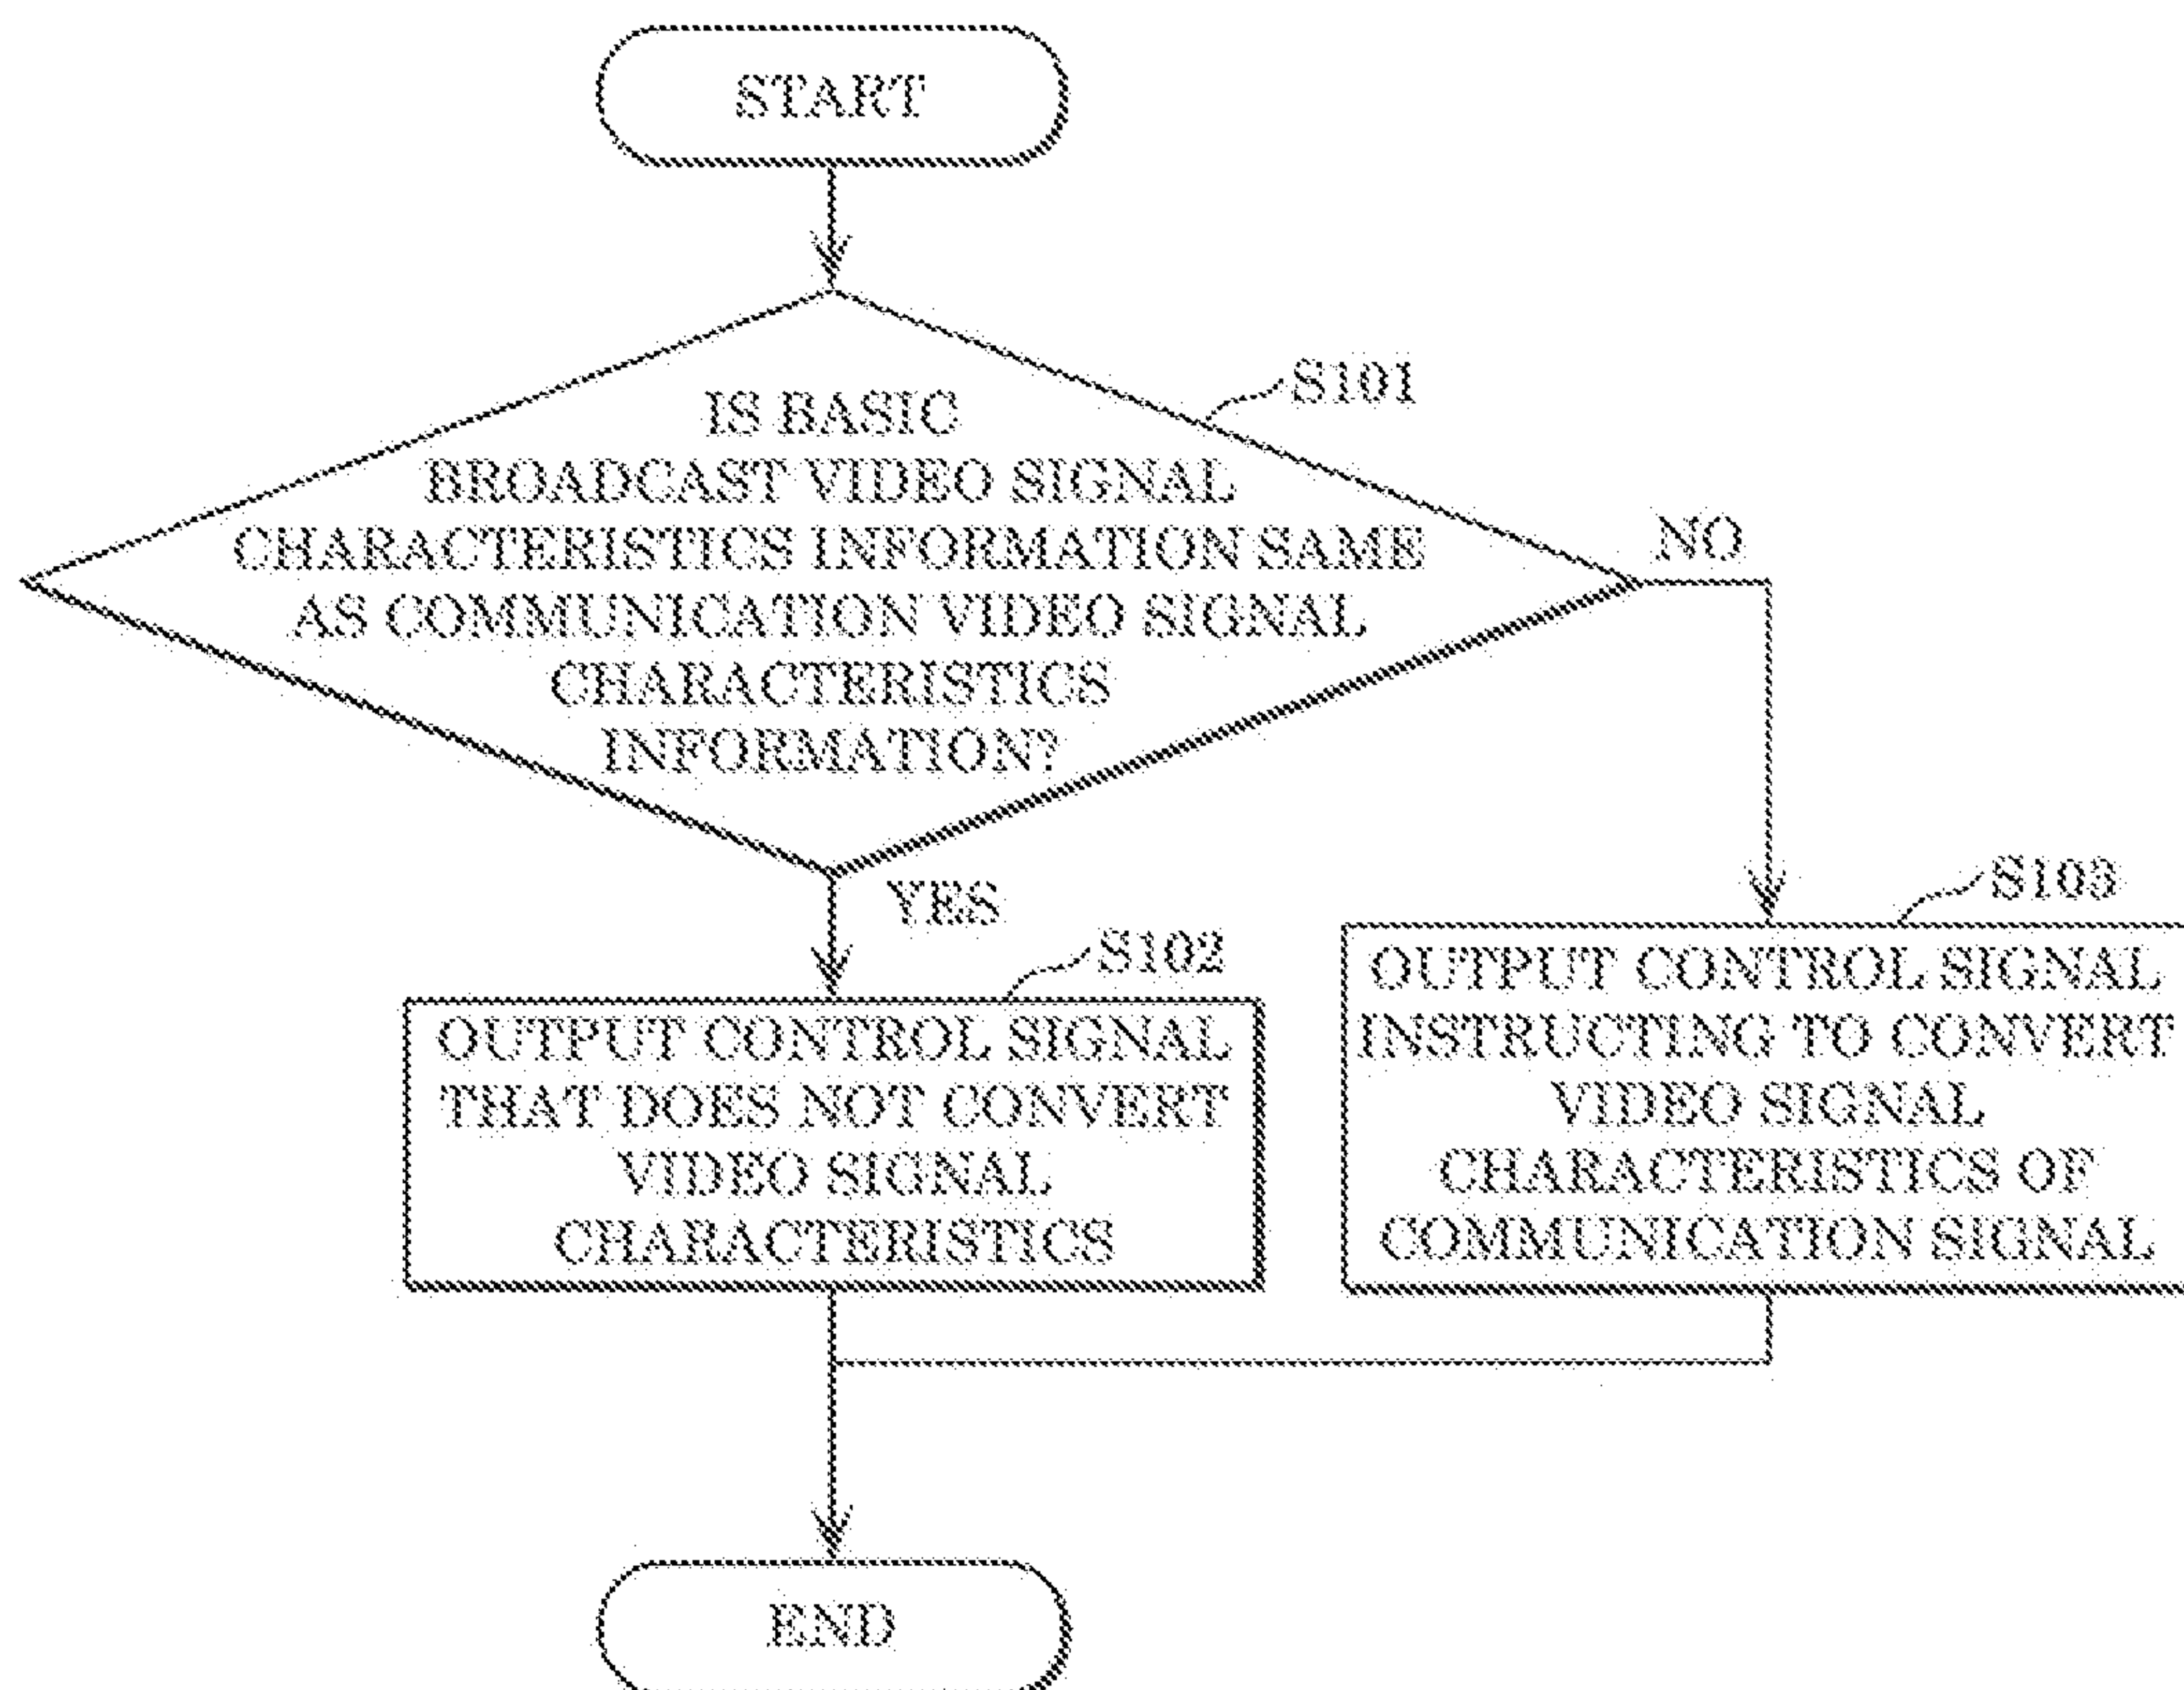 START
S101
IS BASIC
BROADCAST VIDEO SIGNAL
CHARACTERISTICS INFORMATION SAME
AS COMMUNICATION VIDEO SIGNAL
CHARACTERISTICS
INFORMATION?
NO
YES
S102
OUTPUT CONTROL SIGNAL
THAT DOES NOT CONVERT
VIDEO SIGNAL
CHARACTERISTICS
S103
OUTPUT CONTROL SIGNAL
INSTRUCTING TO CONVERT
VIDEO SIGNAL
CHARACTERISTICS OF
COMMUNICATION SIGNAL
END